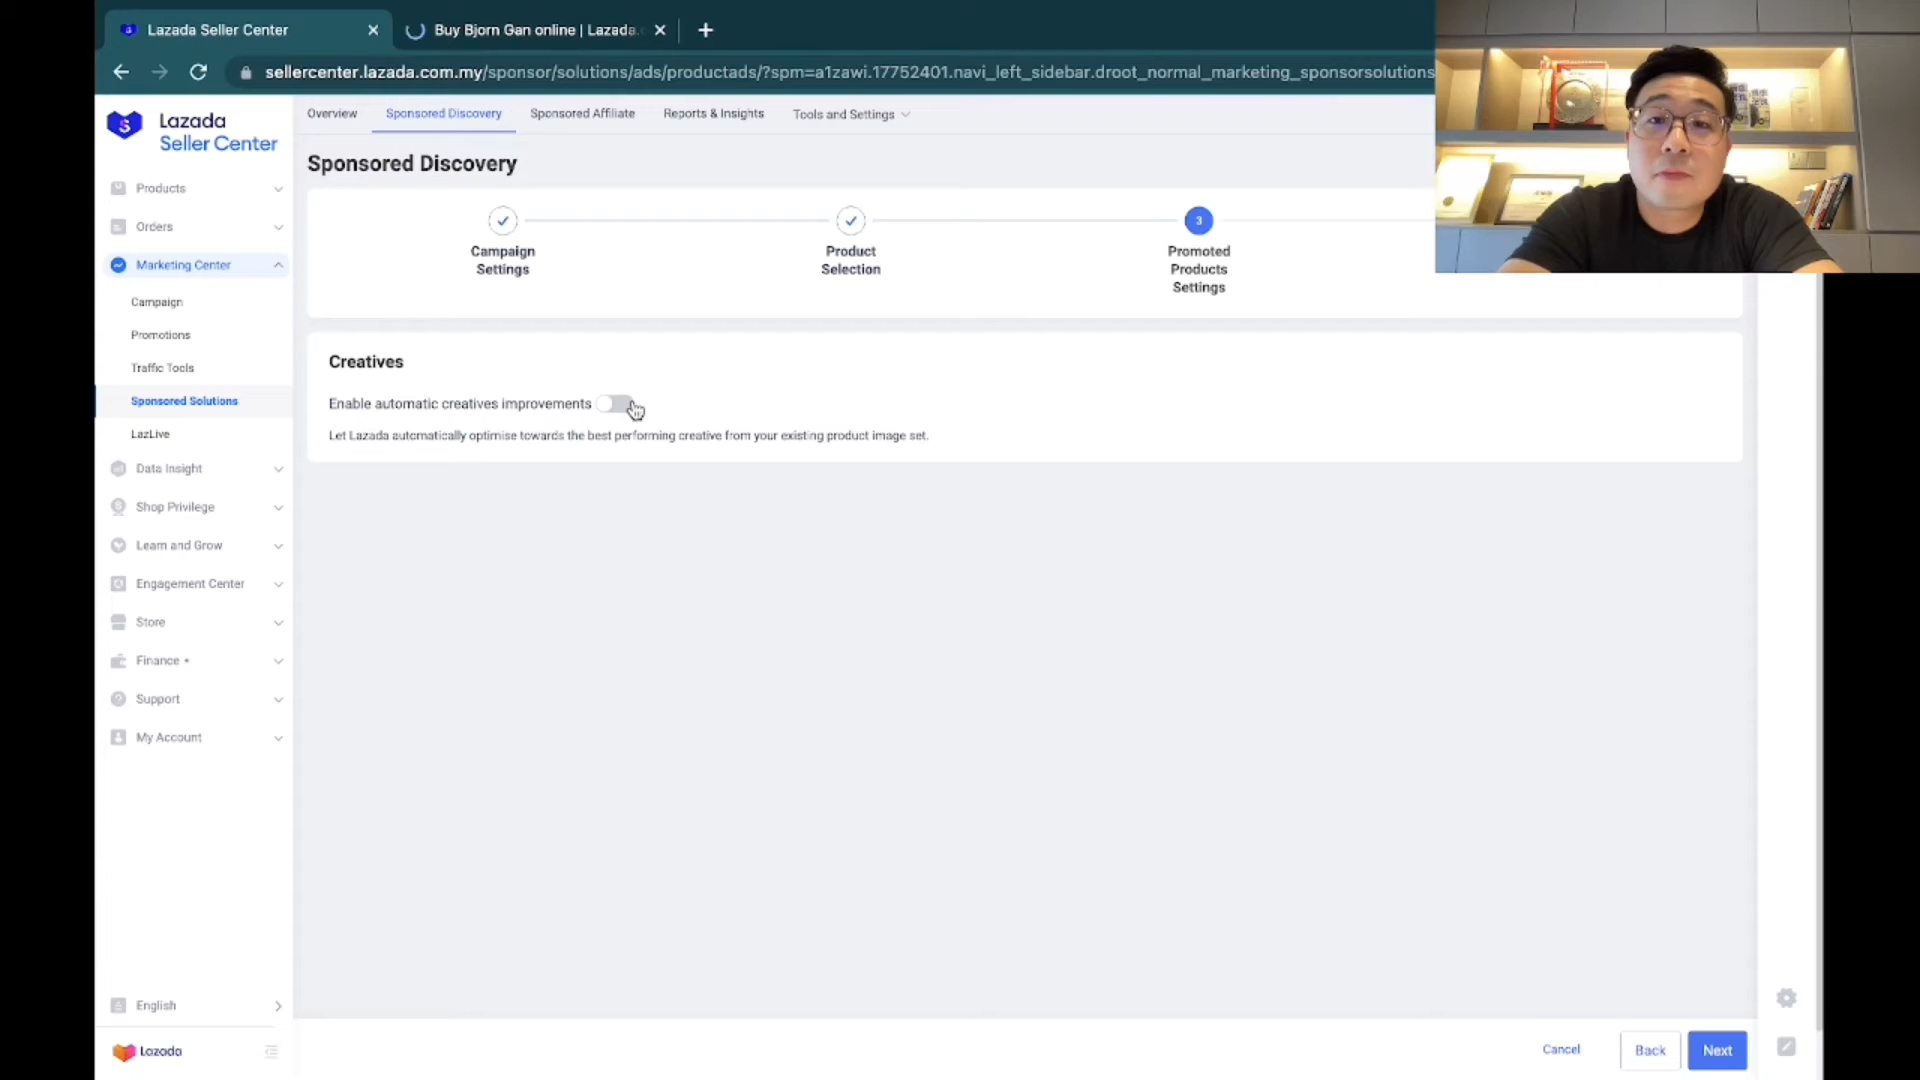 Lazada Seller Center
Buy Bjorn Gan online | Lazada.
sellercenter.lazada.com.my/sponsor/solutions/ads/productads/?spm=a1zawi.17752401.navi_left_sidebar.droot_normal_marketing_sponsorsolutions
Lazada
Seller Center
Overview
Sponsored Discovery
Sponsored Affiliate
Reports & Insights
Tools and Settings
Products
Orders
Marketing Center
Campaign
Promotions
Traffic Tools
Sponsored Solutions
LazLive
Data Insight
Shop Privilege
Learn and Grow
Engagement Center
Store
Finance
Support
My Account
English
Lazada
Sponsored Discovery
Campaign
Settings
Product
Selection
3
Promoted
Products
Settings
Creatives
Enable automatic creatives improvements
Let Lazada automatically optimise towards the best performing creative from your existing product image set.
Cancel
Back
Next